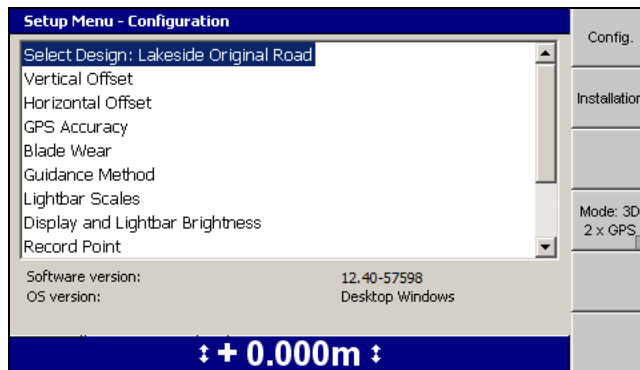 Setup Menu - Configuration
Config.
Select Design: Lakeside Original Road
Vertical Offset
Horizontal Offset
Installation
GPS Accuracy
Blade Wear
Guidance Method
Lightbar Scales
Mode: 3D
2 x GPS
Display and Lightbar Brightness
Record Point
Software version: 12.40-57598
OS version: Desktop Windows
+ 0.000m